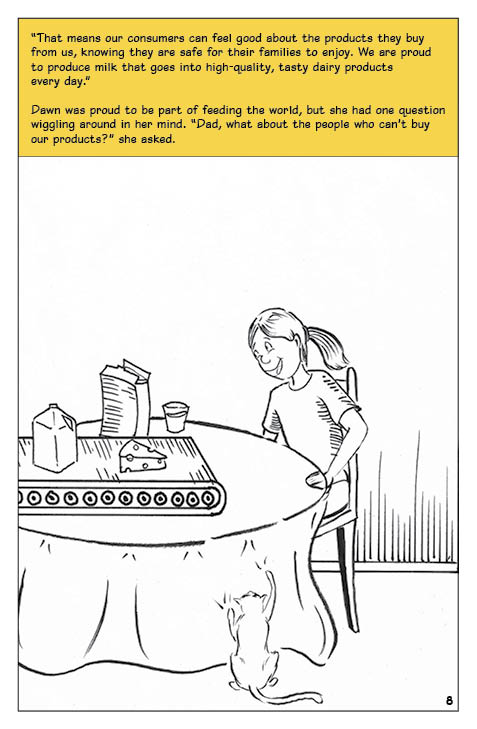 “That means our consumers can feel good about the products they buy
from us, knowing they are safe for their families to enjoy. We are proud
to produce milk that goes into high-quality, tasty dairy products
every day.”
Dawn was proud to be part of feeding the world, but she had one question
wiggling around in her mind. “Dad, what about the people who can’t buy
our products?” she asked.
8